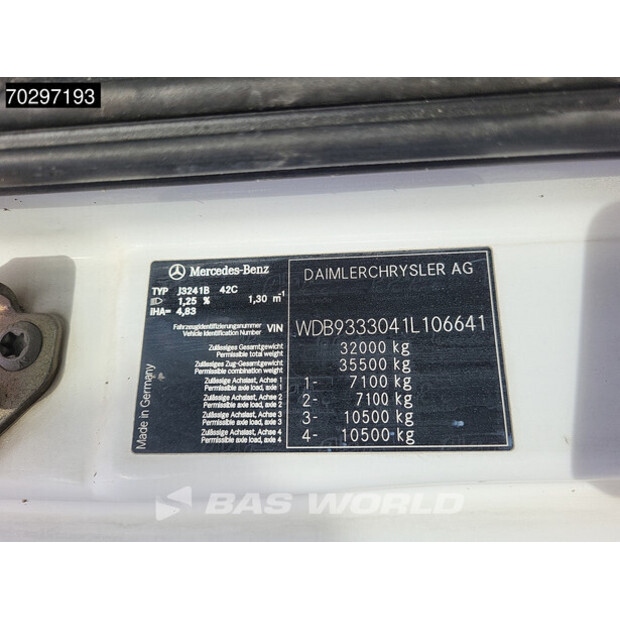 70297193
Mercedes-Benz
DAIMLERCHRYSLER AG
TYP J3241B 42C
1,25 % 1,30 m⁻¹
IHA= 4,83
Fahrzeugidentifizierungsnummer
Vehicle Identification Number VIN WDB9333041L106641
Zulässiges Gesamtgewicht
Permissible total weight 32000 kg
Zulässiges Zug-Gesamtgewicht
Permissible combination weight 35500 kg
Zulässige Achslast, Achse 1
Permissible axle load, axle 1 1- 7100 kg
Zulässige Achslast, Achse 2
Permissible axle load, axle 2 2- 7100 kg
Zulässige Achslast, Achse 3
Permissible axle load, axle 3 3- 10500 kg
Zulässige Achslast, Achse 4
Permissible axle load, axle 4 4- 10500 kg
Made in Germany
BAS WORLD